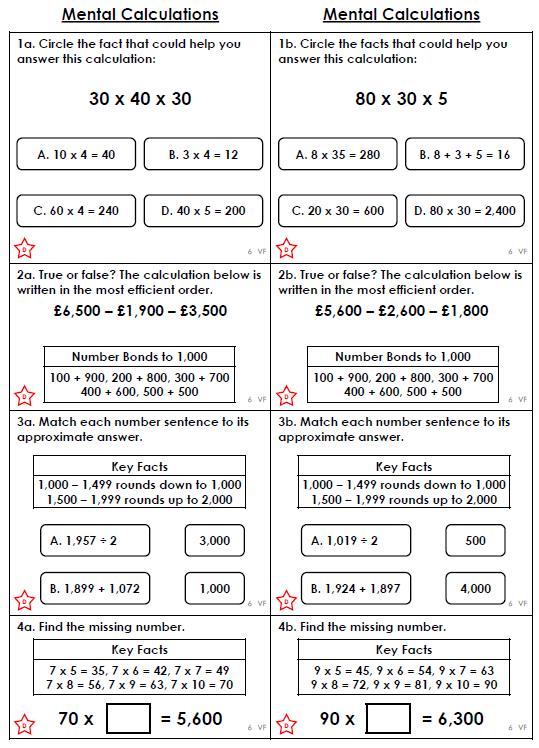 Mental Calculations
1a. Circle the fact that could help you
answer this calculation:
30 x 40 x 30
A. 10 x 4 = 40
B. 3 x 4 = 12
C. 60 x 4 = 240
D. 40 x 5 = 200
D
6 VF
2a. True or false? The calculation below is
written in the most efficient order.
£6,500 – £1,900 – £3,500
Number Bonds to 1,000
100 + 900, 200 + 800, 300 + 700
400 + 600, 500 + 500
D
6 VF
3a. Match each number sentence to its
approximate answer.
Key Facts
1,000 – 1,499 rounds down to 1,000
1,500 – 1,999 rounds up to 2,000
A. 1,957 ÷ 2
3,000
B. 1,899 + 1,072
1,000
D
6 VF
4a. Find the missing number.
Key Facts
7 x 5 = 35, 7 x 6 = 42, 7 x 7 = 49
7 x 8 = 56, 7 x 9 = 63, 7 x 10 = 70
70 x = 5,600
D
6 VF
Mental Calculations
1b. Circle the facts that could help you
answer this calculation:
80 x 30 x 5
A. 8 x 35 = 280
B. 8 + 3 + 5 = 16
C. 20 x 30 = 600
D. 80 x 30 = 2,400
D
6 VF
2b. True or false? The calculation below is
written in the most efficient order.
£5,600 – £2,600 – £1,800
Number Bonds to 1,000
100 + 900, 200 + 800, 300 + 700
400 + 600, 500 + 500
D
6 VF
3b. Match each number sentence to its
approximate answer.
Key Facts
1,000 – 1,499 rounds down to 1,000
1,500 – 1,999 rounds up to 2,000
A. 1,019 ÷ 2
500
B. 1,924 + 1,897
4,000
D
6 VF
4b. Find the missing number.
Key Facts
9 x 5 = 45, 9 x 6 = 54, 9 x 7 = 63
9 x 8 = 72, 9 x 9 = 81, 9 x 10 = 90
90 x = 6,300
D
6 VF